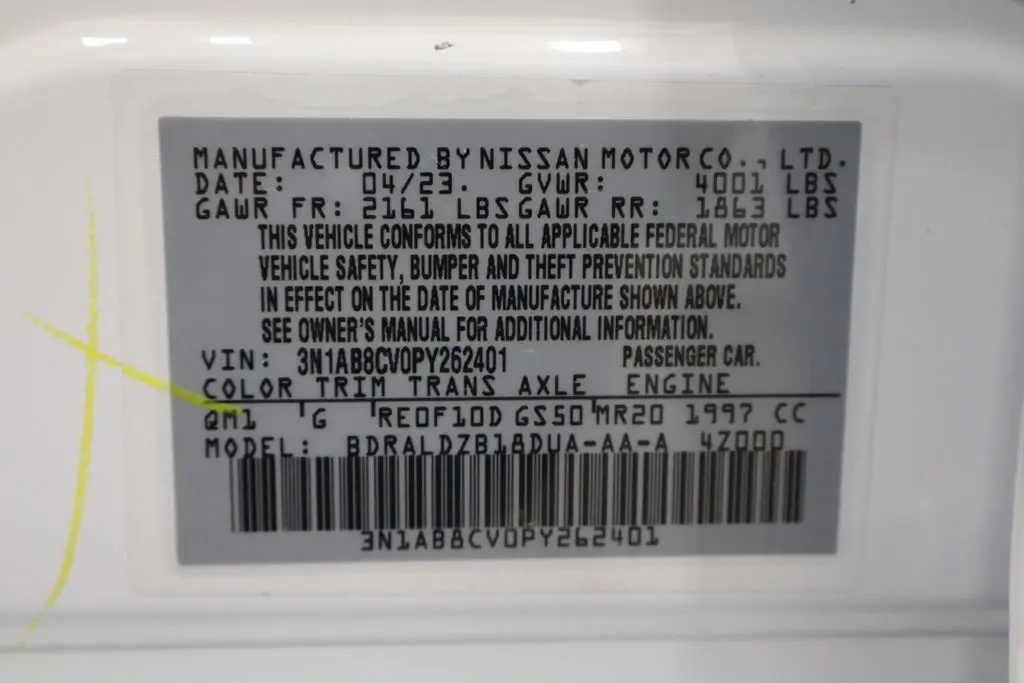 MANUFACTURED BY NISSAN MOTOR CO., LTD.
DATE: 04/23. GVWR: 4001 LBS
GAWR FR: 2161 LBS GAWR RR: 1863 LBS
THIS VEHICLE CONFORMS TO ALL APPLICABLE FEDERAL MOTOR
VEHICLE SAFETY, BUMPER AND THEFT PREVENTION STANDARDS
IN EFFECT ON THE DATE OF MANUFACTURE SHOWN ABOVE.
SEE OWNER'S MANUAL FOR ADDITIONAL INFORMATION.
VIN: 3N1AB8CV0PY262401 PASSENGER CAR.
COLOR TRIM TRANS AXLE ENGINE
QM1 G RE0F10D GS50 MR20 1997 CC
MODEL: BDRALDZB18DUA-AA-A 4Z000
3N1AB8CV0PY262401